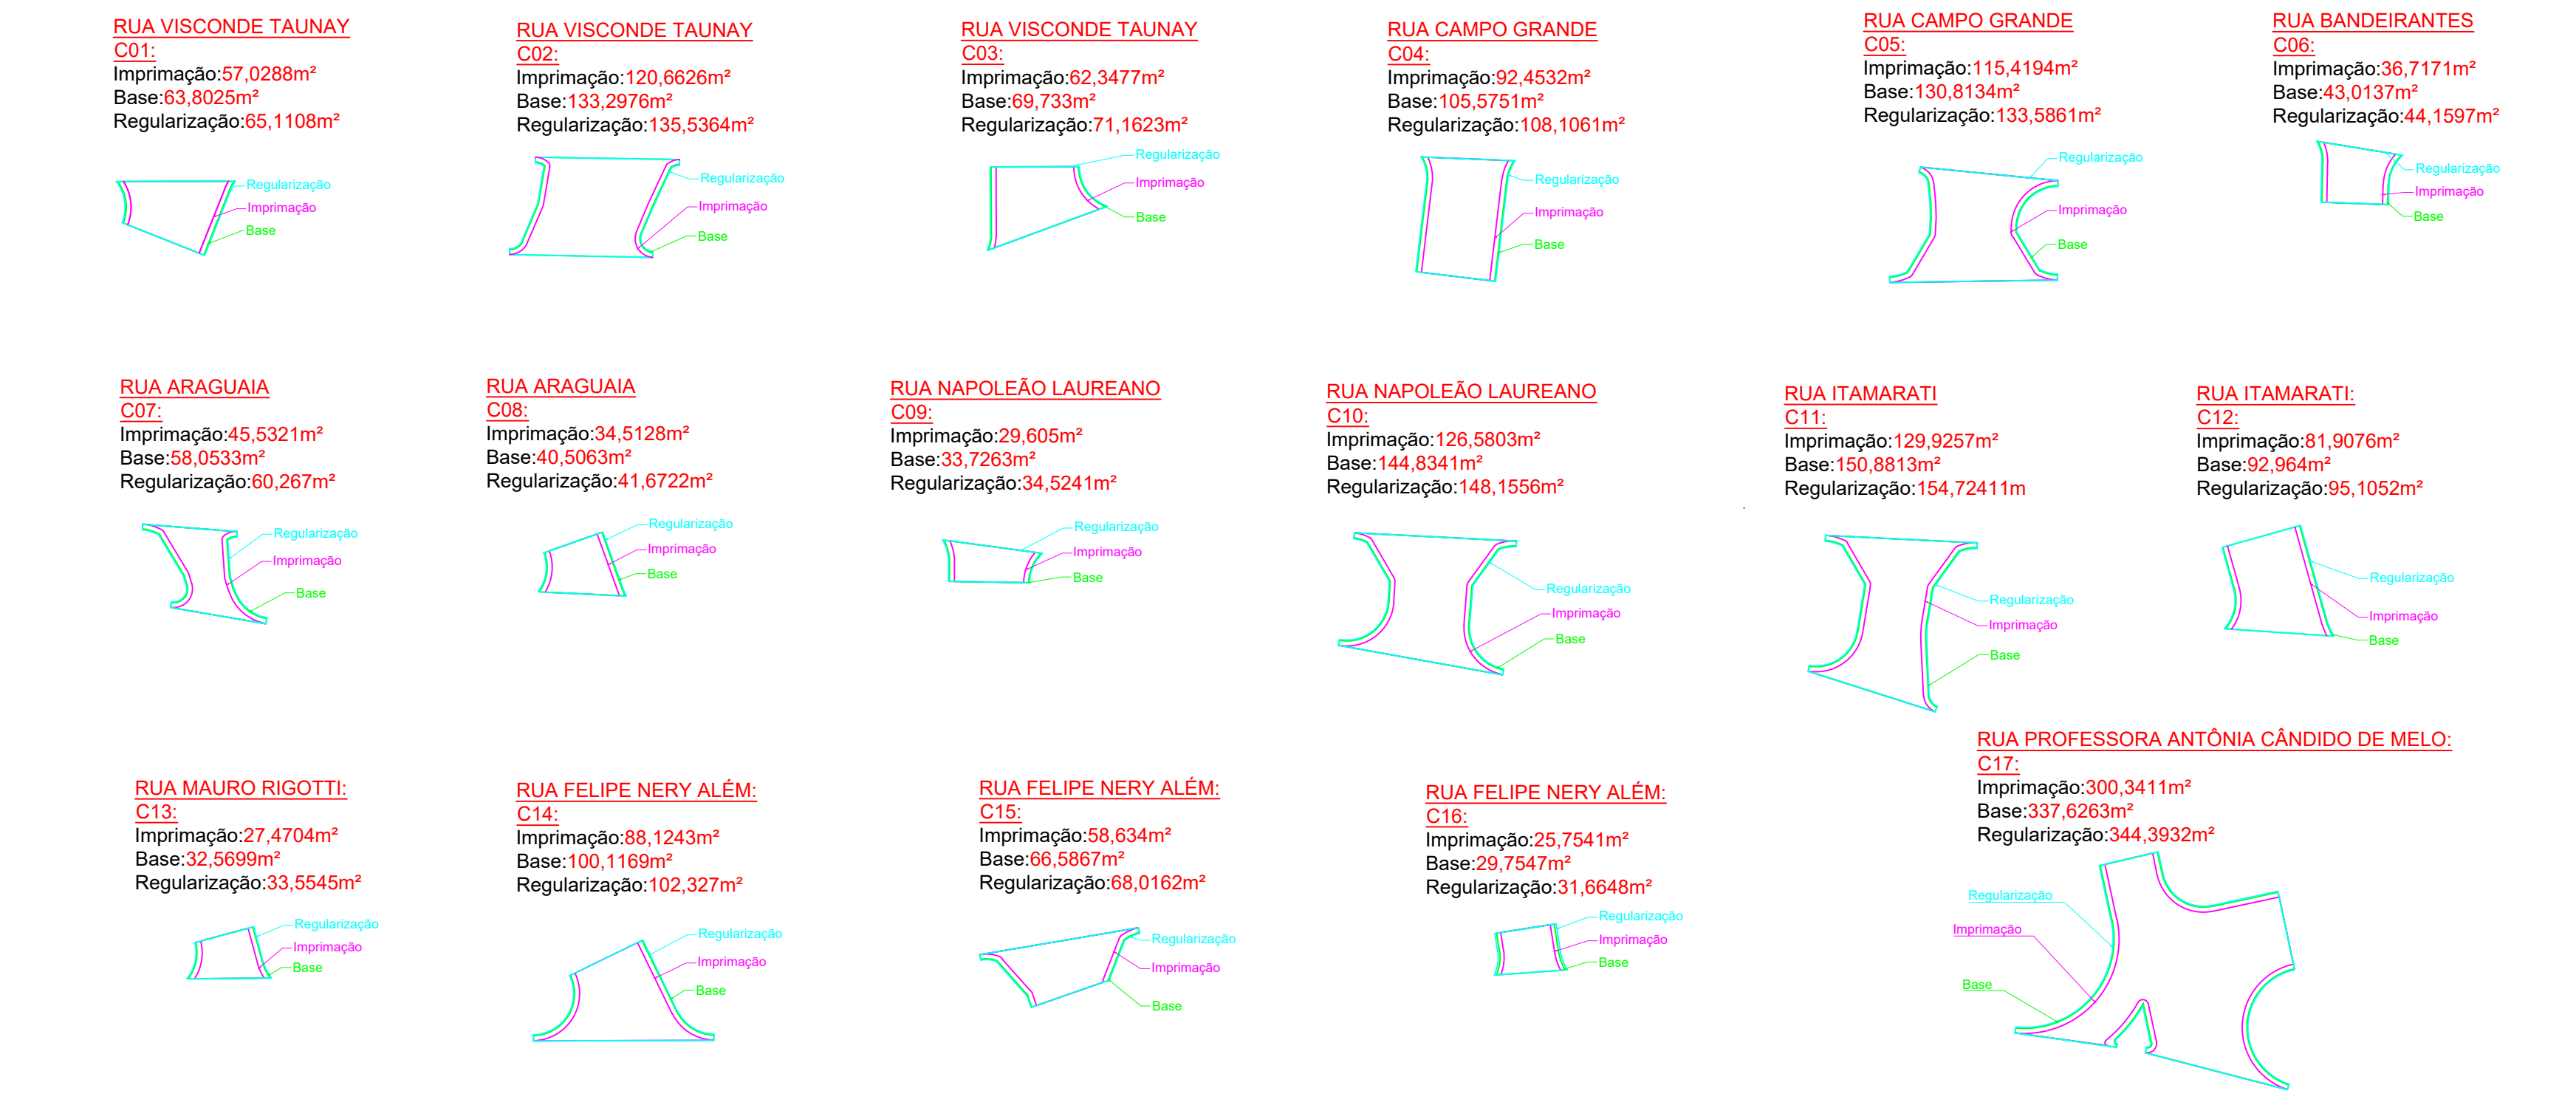 RUA VISCONDE TAUNAY
C01:
Imprimação:57,0288m²
Base:63,8025m²
Regularização:65,1108m²
Regularização
Imprimação
Base
RUA VISCONDE TAUNAY
C02:
Imprimação:120,6626m²
Base:133,2976m²
Regularização:135,5364m²
Regularização
Imprimação
Base
RUA VISCONDE TAUNAY
C03:
Imprimação:62,3477m²
Base:69,733m²
Regularização:71,1623m²
Regularização
Imprimação
Base
RUA CAMPO GRANDE
C04:
Imprimação:92,4532m²
Base:105,5751m²
Regularização:108,1061m²
Regularização
Imprimação
Base
RUA CAMPO GRANDE
C05:
Imprimação:115,4194m²
Base:130,8134m²
Regularização:133,5861m²
Regularização
Imprimação
Base
RUA BANDEIRANTES
C06:
Imprimação:36,7171m²
Base:43,0137m²
Regularização:44,1597m²
Regularização
Imprimação
Base
RUA ARAGUAIA
C07:
Imprimação:45,5321m²
Base:58,0533m²
Regularização:60,267m²
Regularização
Imprimação
Base
RUA ARAGUAIA
C08:
Imprimação:34,5128m²
Base:40,5063m²
Regularização:41,6722m²
Regularização
Imprimação
Base
RUA NAPOLEÃO LAUREANO
C09:
Imprimação:29,605m²
Base:33,7263m²
Regularização:34,5241m²
Regularização
Imprimação
Base
RUA NAPOLEÃO LAUREANO
C10:
Imprimação:126,5803m²
Base:144,8341m²
Regularização:148,1556m²
Regularização
Imprimação
Base
RUA ITAMARATI
C11:
Imprimação:129,9257m²
Base:150,8813m²
Regularização:154,72411m
Regularização
Imprimação
Base
RUA ITAMARATI:
C12:
Imprimação:81,9076m²
Base:92,964m²
Regularização:95,1052m²
Regularização
Imprimação
Base
RUA MAURO RIGOTTI:
C13:
Imprimação:27,4704m²
Base:32,5699m²
Regularização:33,5545m²
Regularização
Imprimação
Base
RUA FELIPE NERY ALÉM:
C14:
Imprimação:88,1243m²
Base:100,1169m²
Regularização:102,327m²
Regularização
Imprimação
Base
RUA FELIPE NERY ALÉM:
C15:
Imprimação:58,634m²
Base:66,5867m²
Regularização:68,0162m²
Regularização
Imprimação
Base
RUA FELIPE NERY ALÉM:
C16:
Imprimação:25,7541m²
Base:29,7547m²
Regularização:31,6648m²
Regularização
Imprimação
Base
RUA PROFESSORA ANTÔNIA CÂNDIDO DE MELO:
C17:
Imprimação:300,3411m²
Base:337,6263m²
Regularização:344,3932m²
Regularização
Imprimação
Base